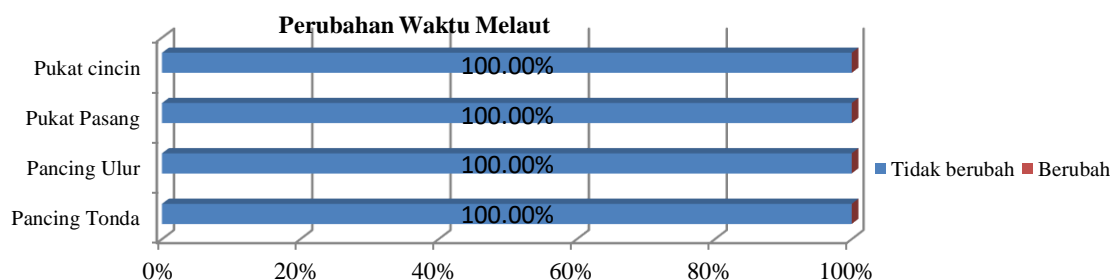 Perubahan Waktu Melaut
Pukat cincin
100.00%
Pukat Pasang
100.00%
Pancing Ulur
100.00%
Pancing Tonda
100.00%
Tidak berubah
Berubah
0%
20%
40%
60%
80%
100%